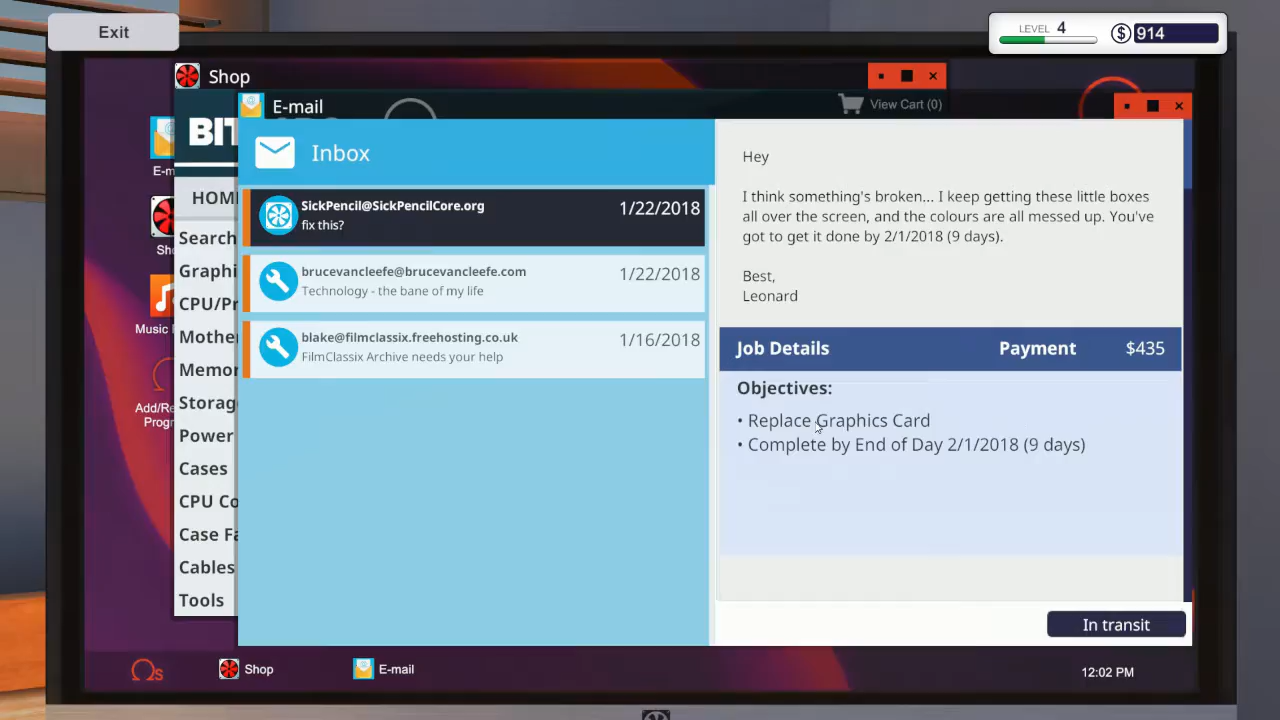 Exit
LEVEL 4
$ 914
Shop
E-mail
View Cart (0)
BIT
Inbox
SickPencil@SickPencilCore.org
1/22/2018
fix this?
brucevancleefe@brucevancleefe.com
1/22/2018
Technology - the bane of my life
blake@filmclassix.freehosting.co.uk
1/16/2018
FilmClassix Archive needs your help
Hey
I think something's broken... I keep getting these little boxes
all over the screen, and the colours are all messed up. You've
got to get it done by 2/1/2018 (9 days).
Best,
Leonard
Job Details
Payment
$435
Objectives:
• Replace Graphics Card
• Complete by End of Day 2/1/2018 (9 days)
In transit
E-m
Sho
Music
Add/Re
Progr
HOM
Search
Graphi
CPU/Pr
Mother
Memor
Storag
Power
Cases
CPU Co
Case Fa
Cables
Tools
Ωs
Shop
E-mail
12:02 PM